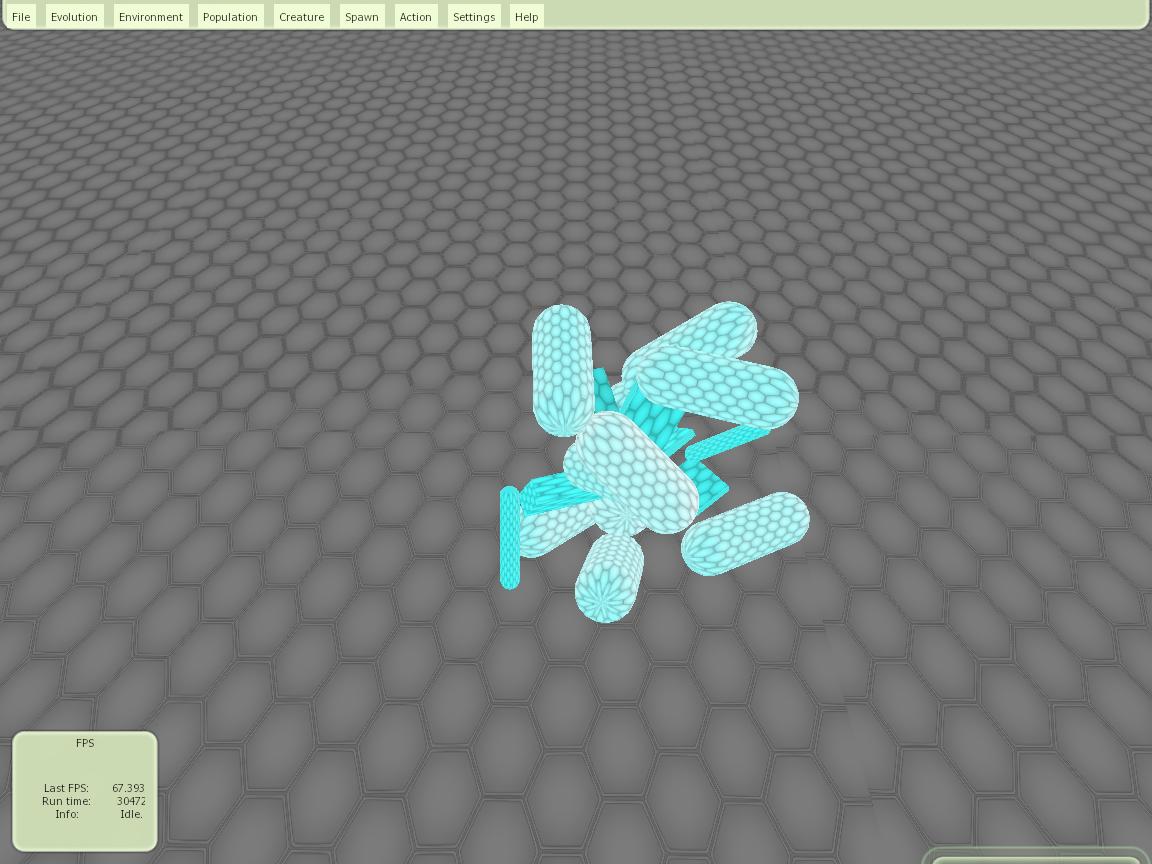 File Evolution Environment Population Creature Spawn Action Settings Help
FPS
Last FPS: 67.393
Run time: 30472
Info: Idle.